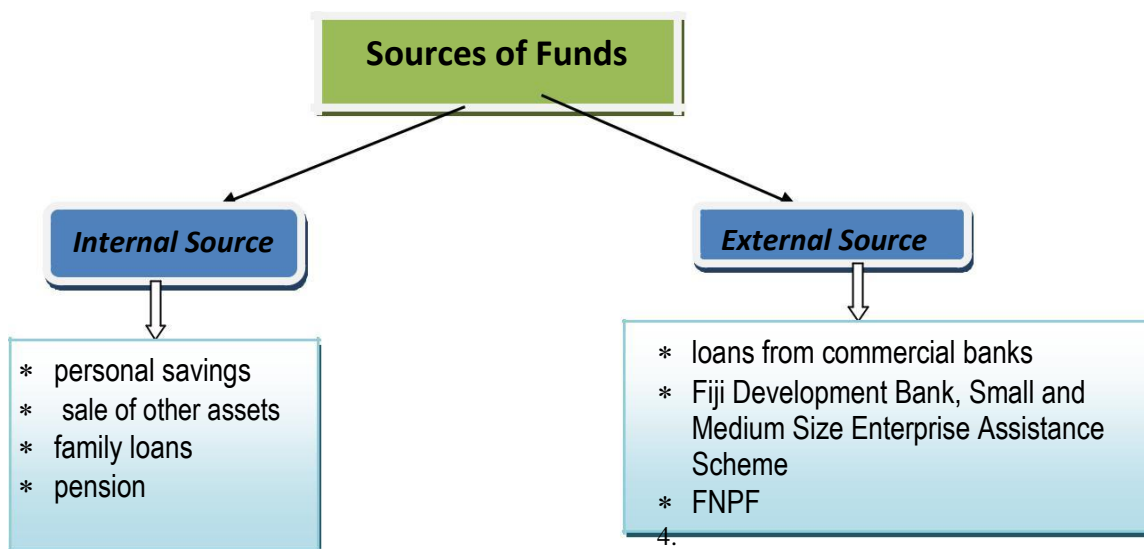 Sources of Funds
Internal Source
External Source
* personal savings
* sale of other assets
* family loans
* pension
* loans from commercial banks
* Fiji Development Bank, Small and
Medium Size Enterprise Assistance
Scheme
* FNPF
4.